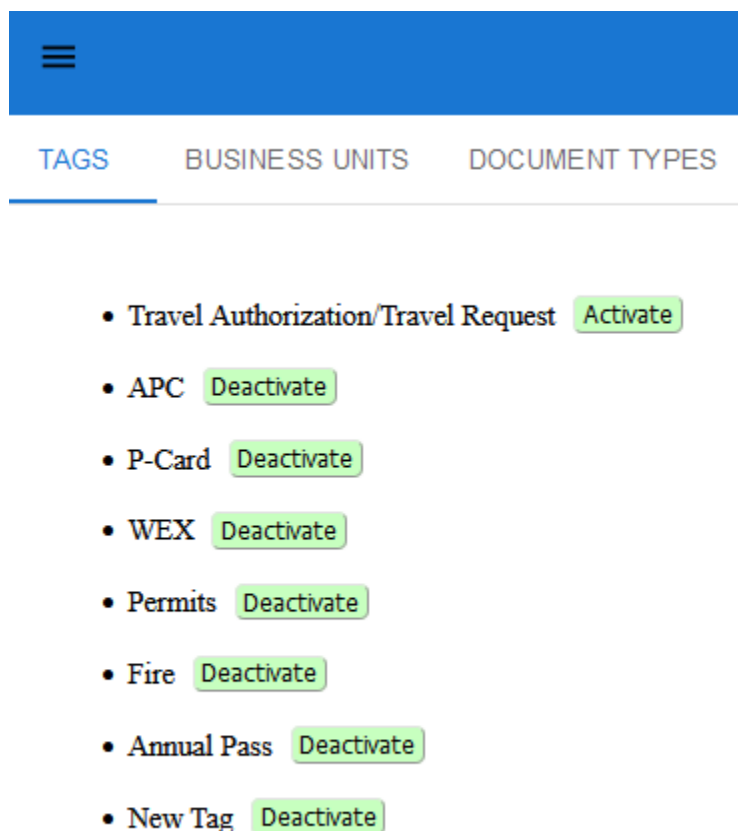 TAGS BUSINESS UNITS DOCUMENT TYPES
Travel Authorization/Travel Request Activate
APC Deactivate
P-Card Deactivate
WEX Deactivate
Permits Deactivate
Fire Deactivate
Annual Pass Deactivate
New Tag Deactivate